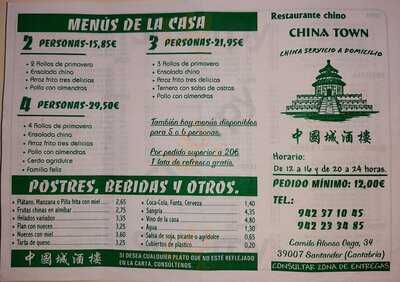 MENÚS DE LA CASA
2 PERSONAS-15,85€
• 2 Rollos de primavera
• Ensalada china
• Arroz frito tres delicias
• Pollo con almendras
3 PERSONAS-21,95€
• 3 Rollos de primavera
• Ensalada china
• Arroz frito tres delicias
• Ternera con salsa de ostras
• Pollo con almendras
4 PERSONAS-29,50€
• 4 Rollos de primavera
• Ensalada china
• Arroz frito tres delicias
• Pollo con almendras
• Cerdo agridulce
• Familia feliz
También hay menús disponibles
para 5 o 6 personas.
Por pedido superior a 20€
1 lata de refresco gratis.
POSTRES, BEBIDAS Y OTROS.
• Plátano, Manzana o Piña frita con miel... 2,65
• Frutas chinas en almíbar 2,75
• Helados variados
• Pan con nueces 3,25
• Nueces con miel 3,60
• Tarta de queso 3,25
• Coca-Cola, Fanta, Cerveza 1,40
• Sangría 4,35
• Vino de la casa 4,80
• Agua 1,30
• Salsa de soja, picante o agridulce 0,65
• Cubiertos de plástico 0,20
中國城酒樓
SI DESEA CUALQUIER PLATO QUE NO ESTÉ REFLEJADO
EN LA CARTA, CONSÚLTENOS
Restaurante chino
CHINA TOWN
CHINA SERVICIO A DOMICILIO
中國城酒樓
Horario:
De 12 a 16 y de 20 a 24 horas.
PEDIDO MÍNIMO: 12,00€
TEL.:
942 37 10 45
942 23 34 85
Camilo Alonso Vega, 34
39007 Santander (Cantabria)
CONSULTAR ZONA DE ENTREGAS